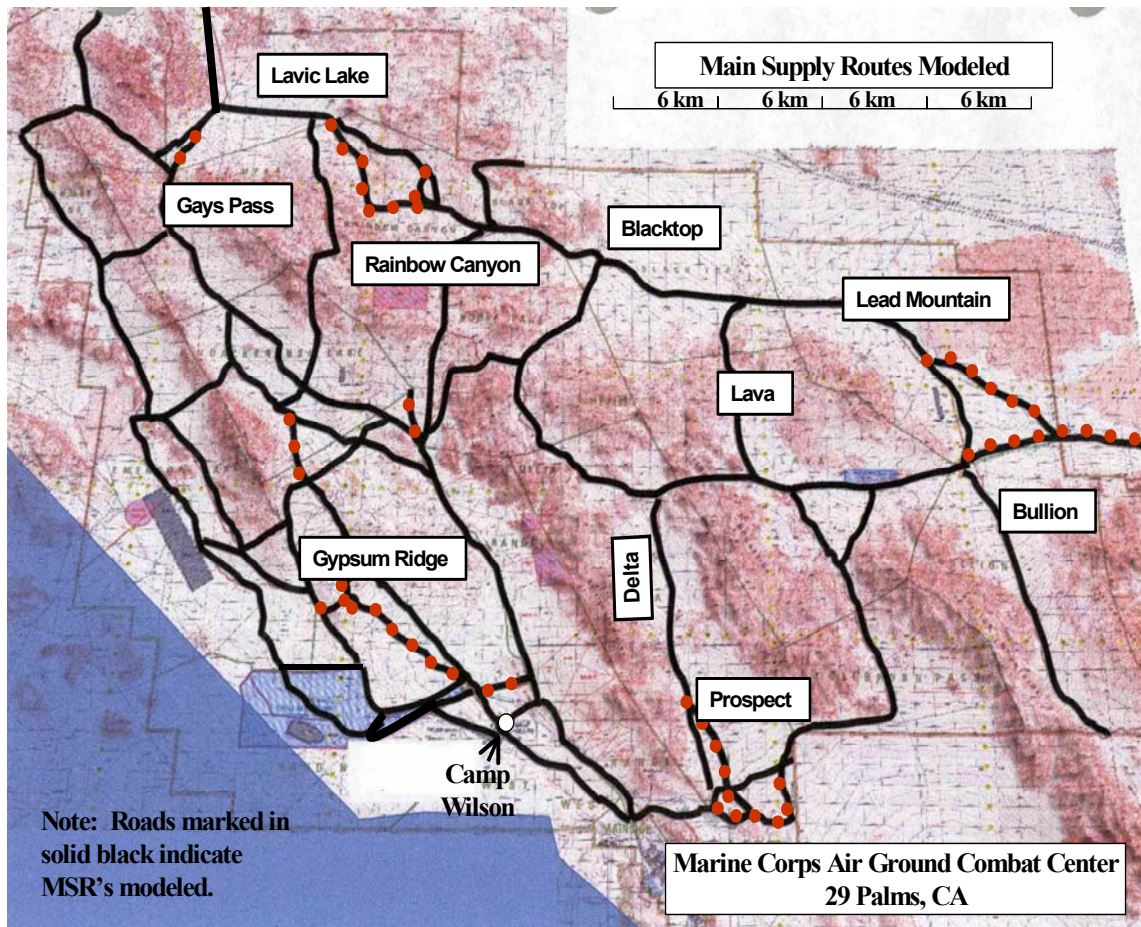 Lavic Lake
Main Supply Routes Modeled
6 km 6 km 6 km 6 km
Gays Pass
Blacktop
Rainbow Canyon
Lead Mountain
Lava
Bullion
Gypsum Ridge
Delta
Prospect
Camp
Wilson
Note: Roads marked in
solid black indicate
MSR's modeled.
Marine Corps Air Ground Combat Center
29 Palms, CA